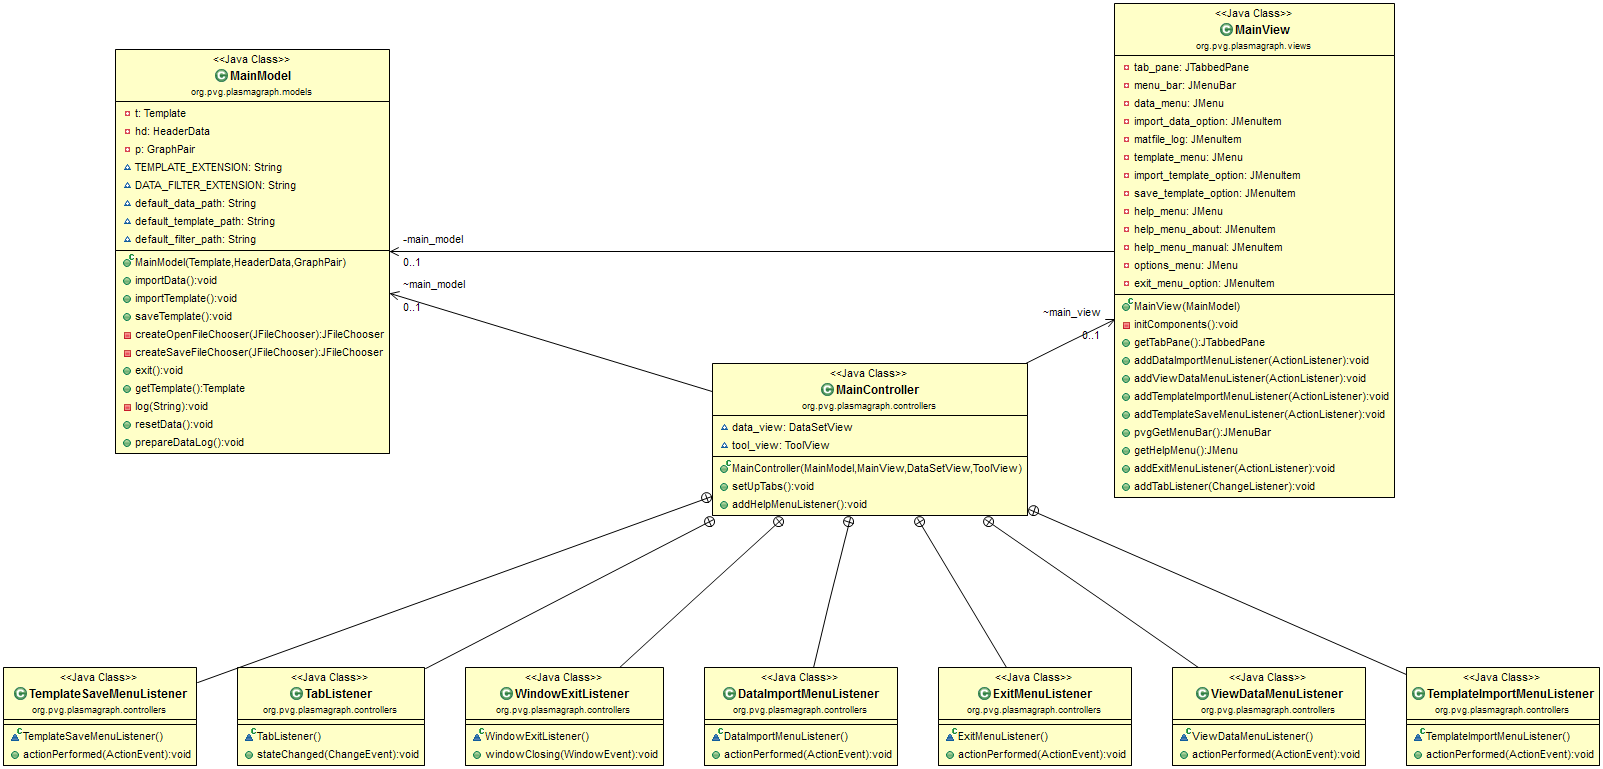 <<Java Class>>
MainModel
org.pvg.plasmagraph.models
t: Template
hd: HeaderData
p: GraphPair
TEMPLATE_EXTENSION: String
DATA_FILTER_EXTENSION: String
default_data_path: String
default_template_path: String
default_filter_path: String
MainModel(Template,HeaderData,GraphPair)
importData():void
importTemplate():void
saveTemplate():void
createOpenFileChooser(JFileChooser):JFileChooser
createSaveFileChooser(JFileChooser):JFileChooser
exit():void
getTemplate():Template
log(String):void
resetData():void
prepareDataLog():void
-main_model
0..1
~main_model
0..1
<<Java Class>>
MainView
org.pvg.plasmagraph.views
tab_pane: JTabbedPane
menu_bar: JMenuBar
data_menu: JMenu
import_data_option: JMenuItem
matfile_log: JMenuItem
template_menu: JMenu
import_template_option: JMenuItem
save_template_option: JMenuItem
help_menu: JMenu
help_menu_about: JMenuItem
help_menu_manual: JMenuItem
options_menu: JMenu
exit_menu_option: JMenuItem
MainView(MainModel)
initComponents():void
getTabPane():JTabbedPane
addDataImportMenuListener(ActionListener):void
addViewDataMenuListener(ActionListener):void
addTemplateImportMenuListener(ActionListener):void
addTemplateSaveMenuListener(ActionListener):void
pvgGetMenuBar():JMenuBar
getHelpMenu():JMenu
addExitMenuListener(ActionListener):void
addTabListener(ChangeListener):void
~main_view
0..1
<<Java Class>>
MainController
org.pvg.plasmagraph.controllers
data_view: DataSetView
tool_view: ToolView
MainController(MainModel,MainView,DataSetView,ToolView)
setUpTabs():void
addHelpMenuListener():void
<<Java Class>>
TemplateSaveMenuListener
org.pvg.plasmagraph.controllers
TemplateSaveMenuListener()
actionPerformed(ActionEvent):void
<<Java Class>>
TabListener
org.pvg.plasmagraph.controllers
TabListener()
stateChanged(ChangeEvent):void
<<Java Class>>
WindowExitListener
org.pvg.plasmagraph.controllers
WindowExitListener()
windowClosing(WindowEvent):void
<<Java Class>>
DataImportMenuListener
org.pvg.plasmagraph.controllers
DataImportMenuListener()
actionPerformed(ActionEvent):void
<<Java Class>>
ExitMenuListener
org.pvg.plasmagraph.controllers
ExitMenuListener()
actionPerformed(ActionEvent):void
<<Java Class>>
ViewDataMenuListener
org.pvg.plasmagraph.controllers
ViewDataMenuListener()
actionPerformed(ActionEvent):void
<<Java Class>>
TemplateImportMenuListener
org.pvg.plasmagraph.controllers
TemplateImportMenuListener()
actionPerformed(ActionEvent):void